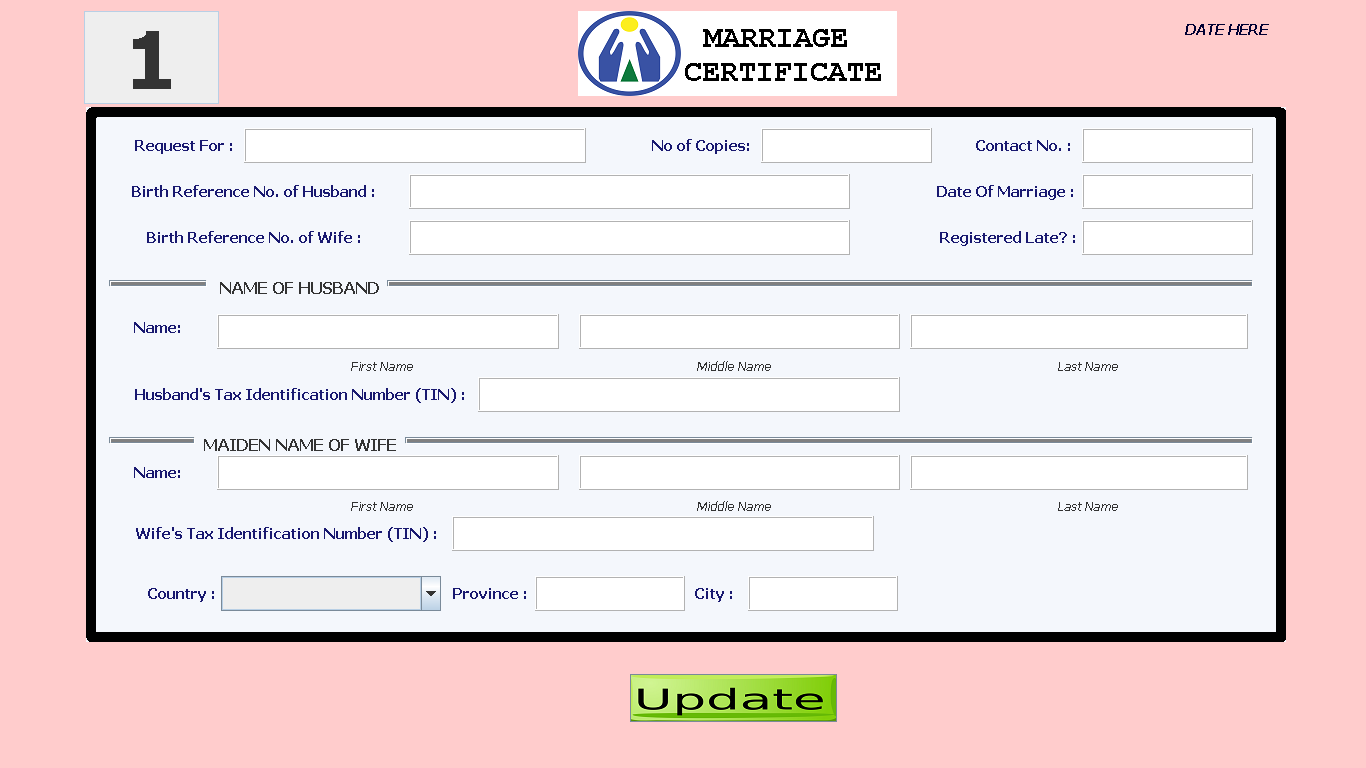 1
MARRIAGE
CERTIFICATE
DATE HERE
Request For :
No of Copies:
Contact No. :
Birth Reference No. of Husband :
Date Of Marriage :
Birth Reference No. of Wife :
Registered Late? :
NAME OF HUSBAND
Name:
First Name
Middle Name
Last Name
Husband's Tax Identification Number (TIN) :
MAIDEN NAME OF WIFE
Name:
First Name
Middle Name
Last Name
Wife's Tax Identification Number (TIN) :
Country :
Province :
City :
Update